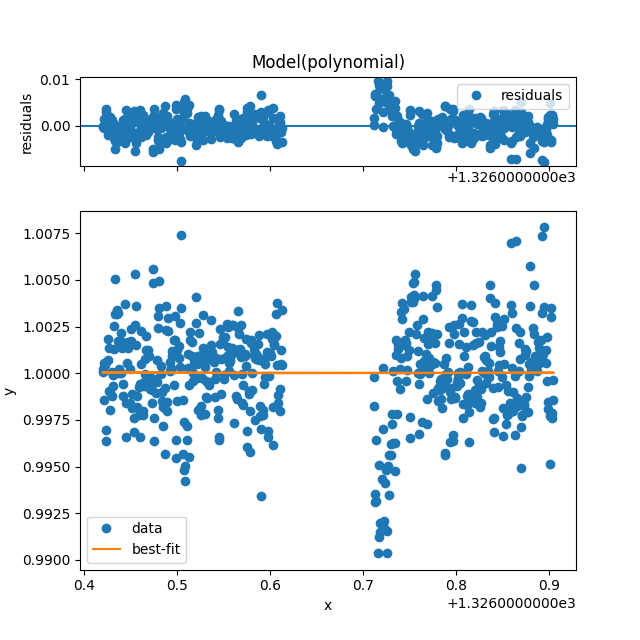 Model(polynomial)
0.01
0.00
residuals
residuals
+1.3260000000e3
1.0075
1.0050
1.0025
1.0000
0.9975
0.9950
0.9925
0.9900
y
data
best-fit
0.4 0.5 0.6 0.7 0.8 0.9
x
+1.3260000000e3